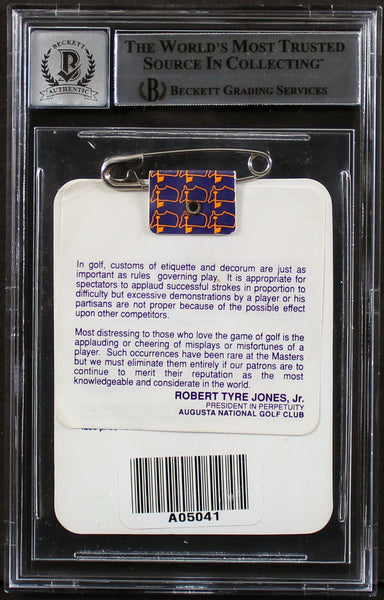 BECKETT
AUTHENTIC
THE WORLD'S MOST TRUSTED
SOURCE IN COLLECTING™
BECKETT GRADING SERVICES
In golf, customs of etiquette and decorum are just as
important as rules governing play. It is appropriate for
spectators to applaud successful strokes in proportion to
difficulty but excessive demonstrations by a player or his
partisans are not proper because of the possible effect
upon other competitors.
Most distressing to those who love the game of golf is the
applauding or cheering of misplays or misfortunes of a
player. Such occurrences have been rare at the Masters
but we must eliminate them entirely if our patrons are to
continue to merit their reputation as the most
knowledgeable and considerate in the world.
ROBERT TYRE JONES, Jr.
PRESIDENT IN PERPETUITY
AUGUSTA NATIONAL GOLF CLUB
A05041